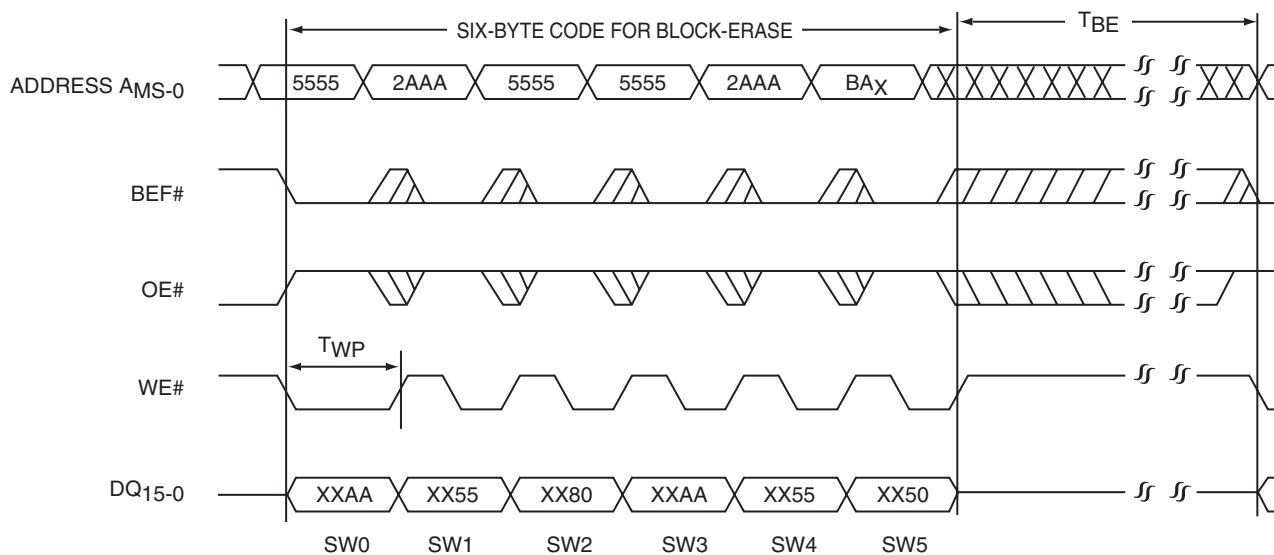 SIX-BYTE CODE FOR BLOCK-ERASE
TBE
ADDRESS AMS-0
5555 2AAA 5555 5555 2AAA BAX
BEF#
OE#
TWP
WE#
DQ15-0
XXAA XX55 XX80 XXAA XX55 XX50
SW0 SW1 SW2 SW3 SW4 SW5